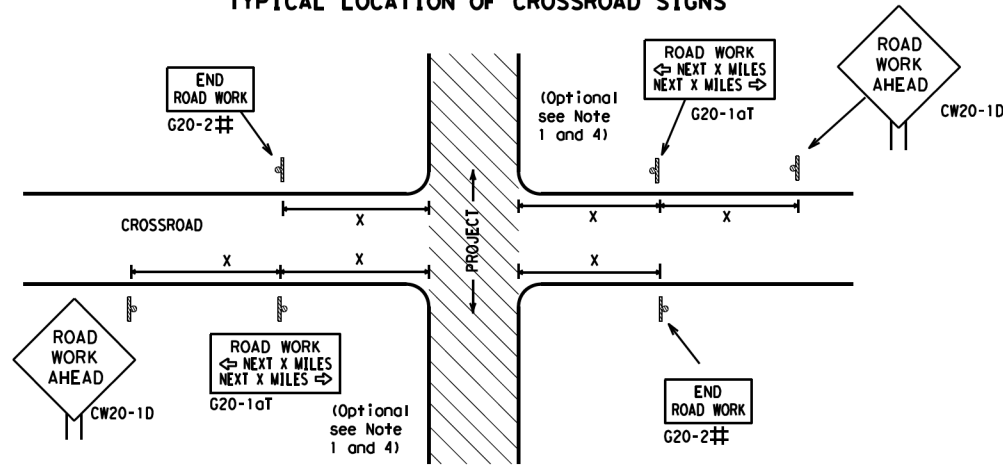 TYPICAL LOCATION OF CROSSROAD SIGNS
END
ROAD WORK
G20-2#
(Optional
see Note
1 and 4)
ROAD WORK
⇦ NEXT X MILES
NEXT X MILES ⇨
G20-1aT
ROAD
WORK
AHEAD
CW20-1D
X
X
X
CROSSROAD
PROJECT
X
X
X
ROAD
WORK
AHEAD
CW20-1D
ROAD WORK
⇦ NEXT X MILES
NEXT X MILES ⇨
G20-1aT
(Optional
see Note
1 and 4)
END
ROAD WORK
G20-2#